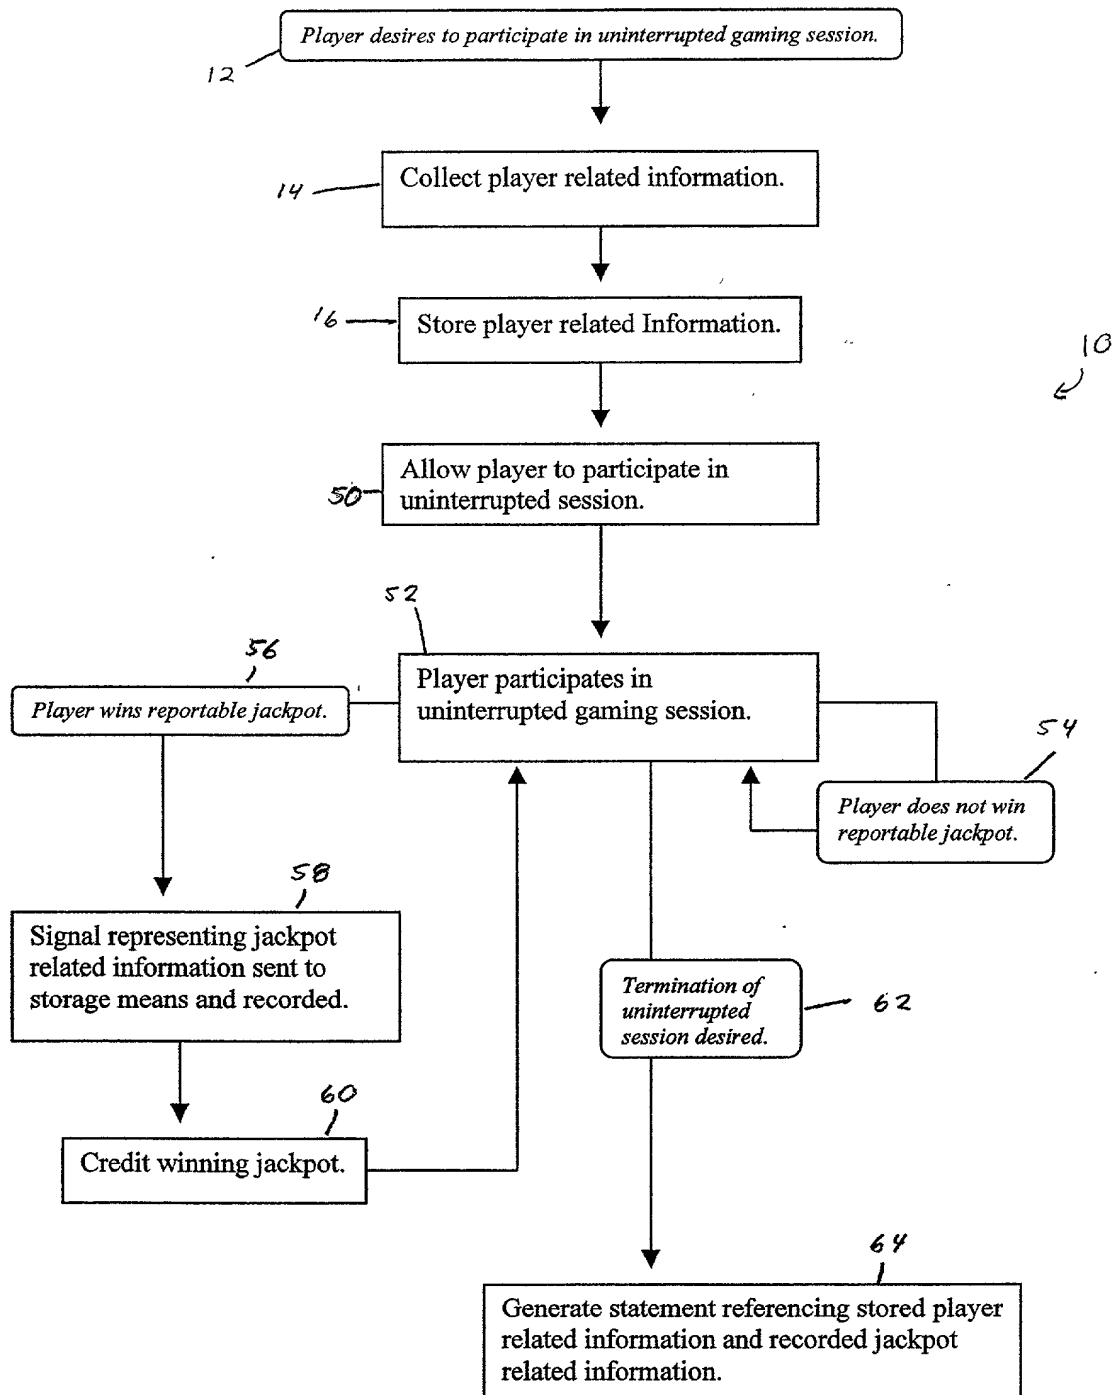 Player desires to participate in uninterrupted gaming session.
12
Collect player related information.
14
16
Store player related Information.
10
Allow player to participate in
uninterrupted session.
50
52
56
Player participates in
uninterrupted gaming session.
Player wins reportable jackpot.
54
Player does not win
reportable jackpot.
58
Signal representing jackpot
related information sent to
storage means and recorded.
Termination of
uninterrupted
session desired.
62
60
Credit winning jackpot.
64
Generate statement referencing stored player
related information and recorded jackpot
related information.